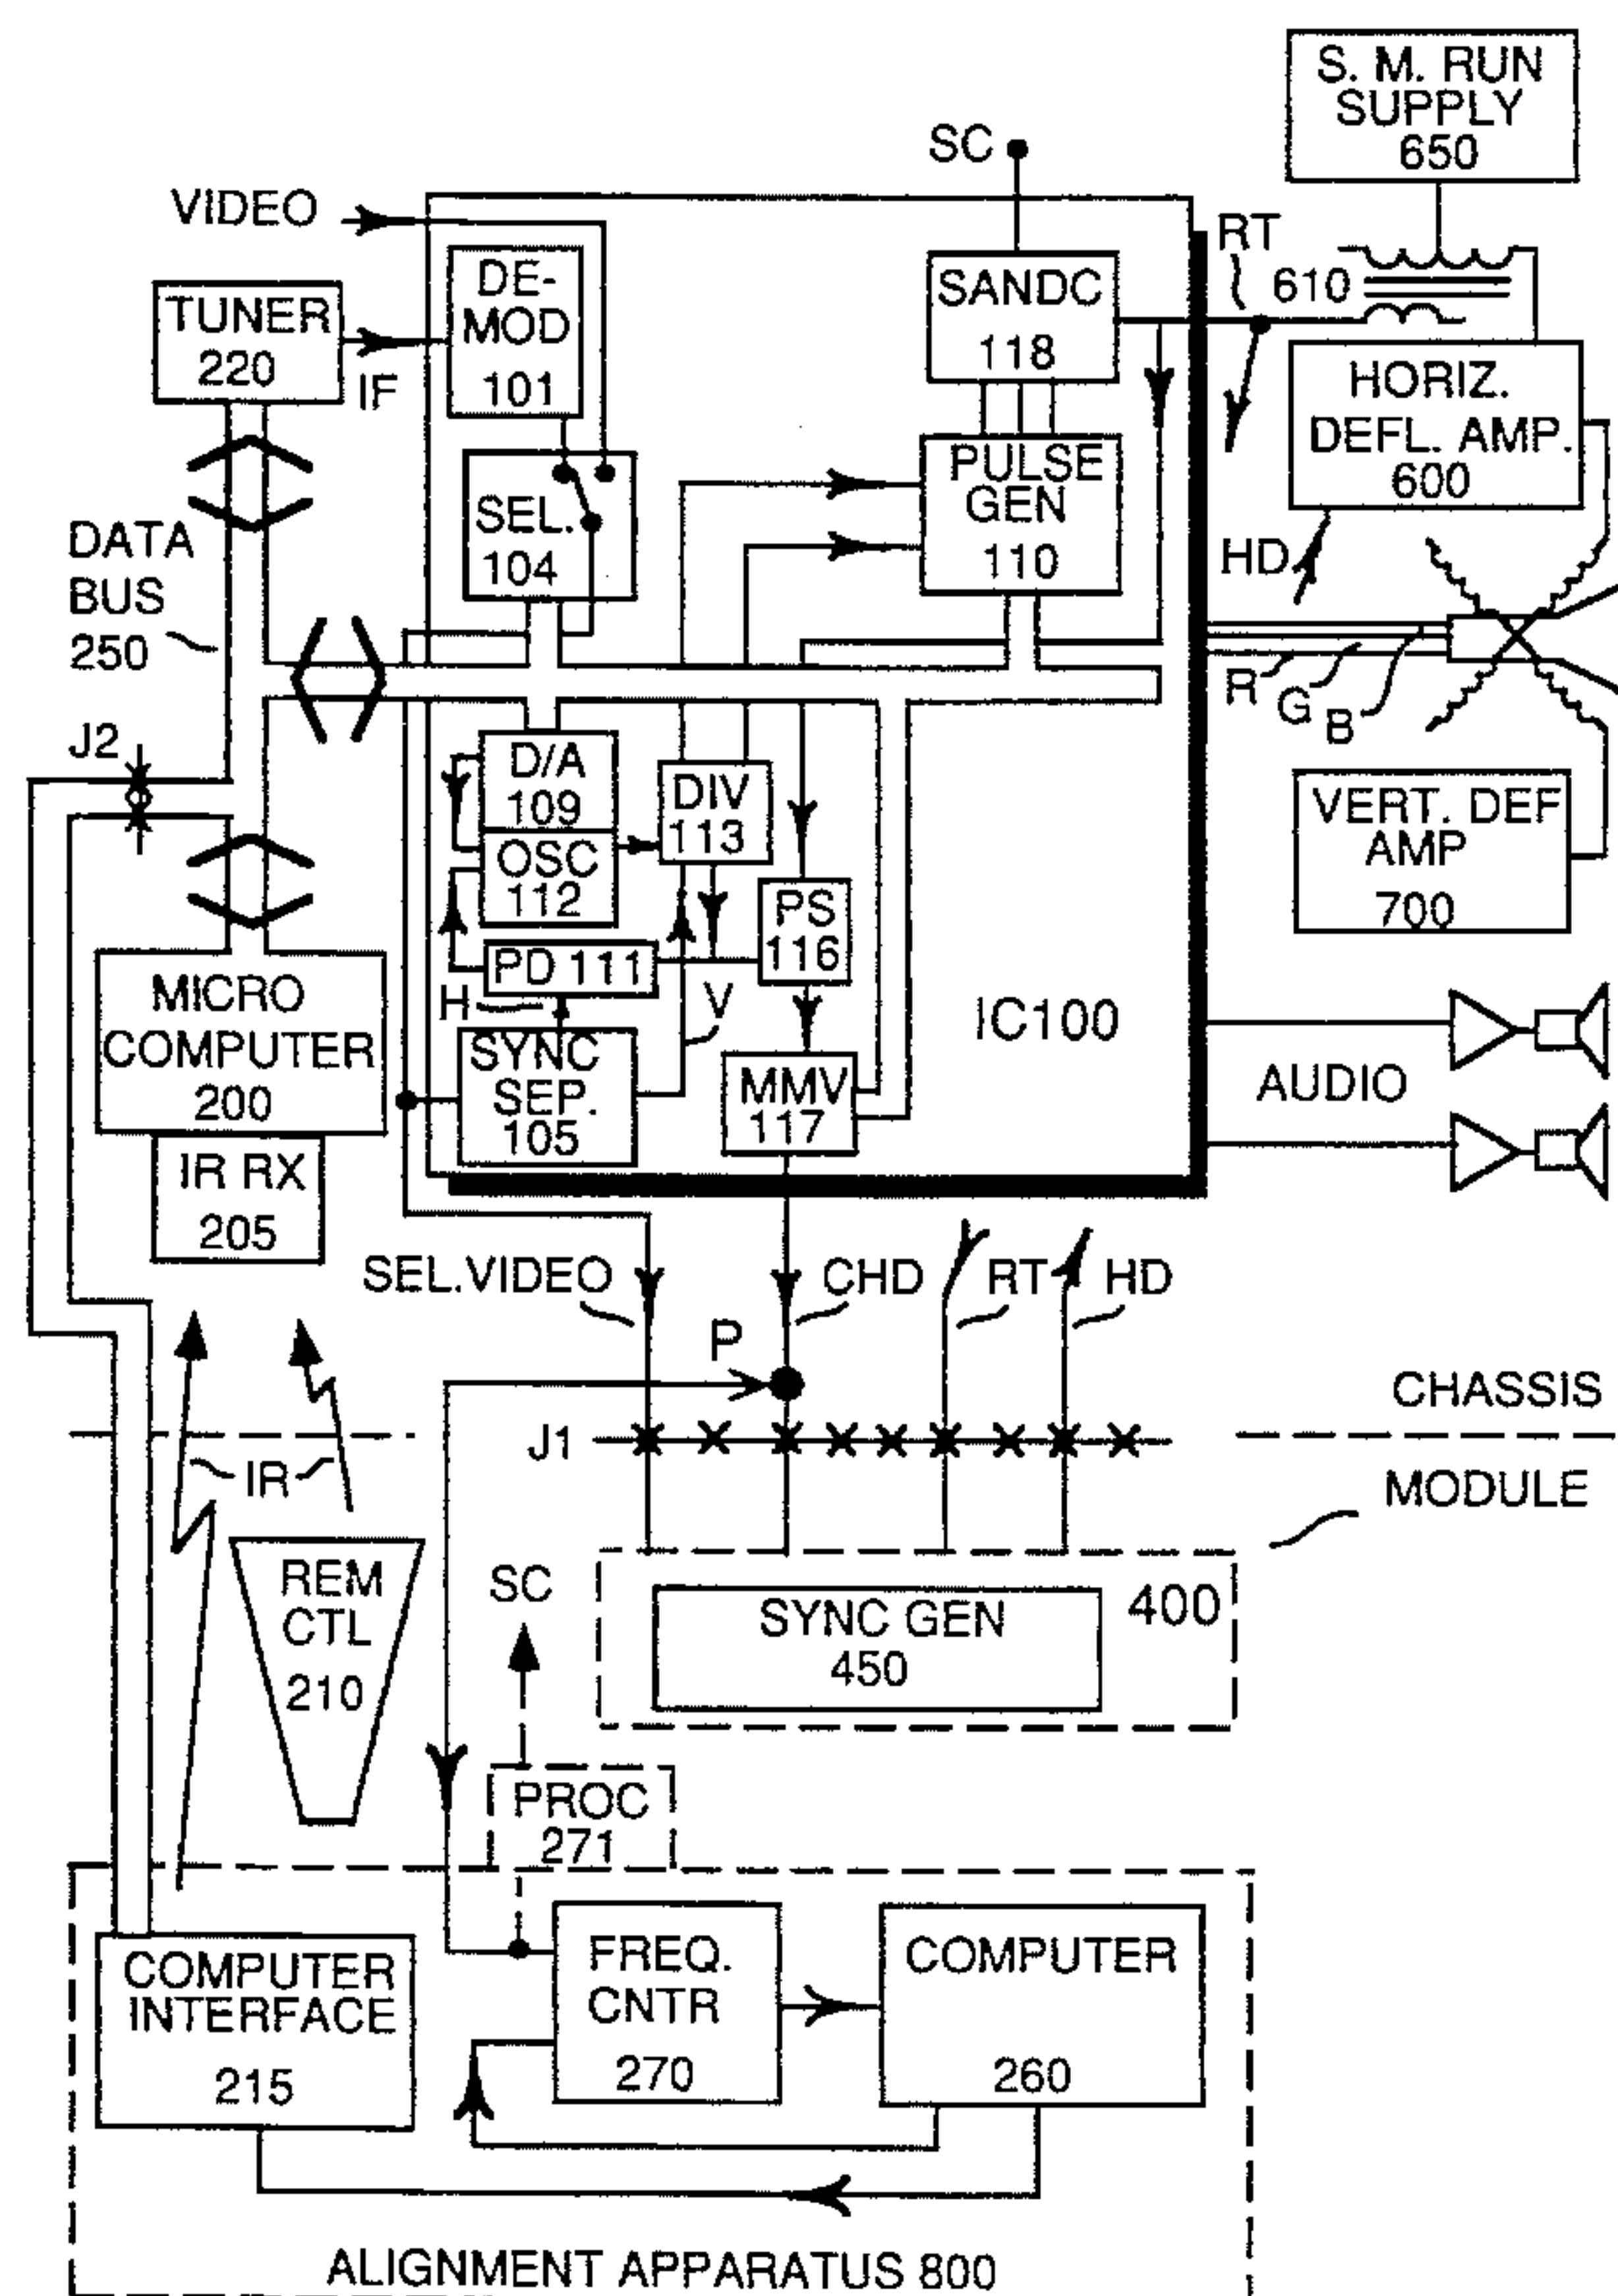 S. M. RUN
SUPPLY
650
SC
VIDEO
RT
610
DE-
MOD
101
SANDC
118
TUNER
220
IF
HORIZ.
DEFL. AMP.
600
PULSE
GEN
110
SEL.
104
HD
DATA
BUS
250
R
G
B
J2
D/A
109
DIV
113
OSC
112
VERT. DEF
AMP
700
PS
116
PD 111
H
V
MICRO
COMPUTER
200
IC100
SYNC
SEP.
105
MMV
117
AUDIO
IR RX
205
SEL.VIDEO
CHD
RT
HD
P
CHASSIS
J1
IR
MODULE
REM
CTL
210
SC
400
SYNC GEN
450
PROC
271
COMPUTER
INTERFACE
215
FREQ.
CNTR
270
COMPUTER
260
ALIGNMENT APPARATUS 800